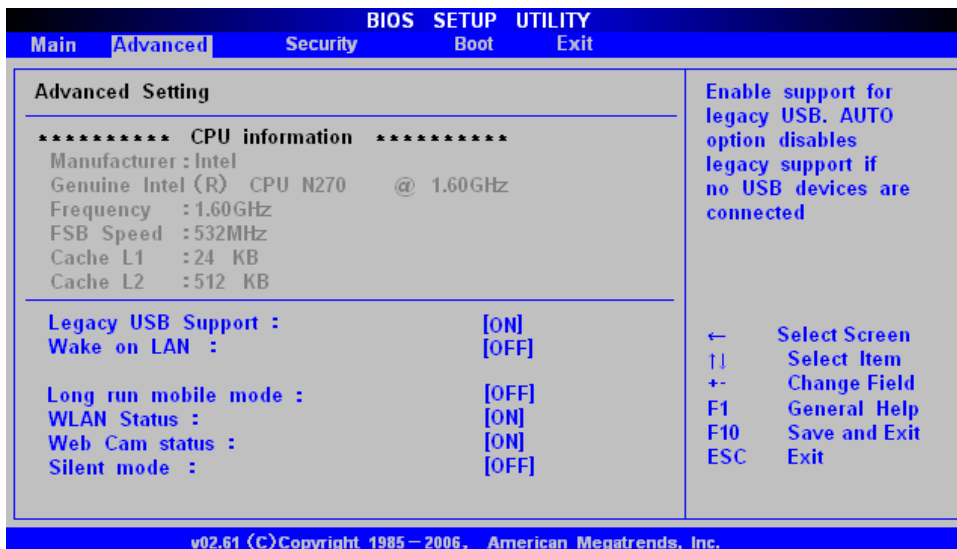 BIOS SETUP UTILITY
Main Advanced Security Boot Exit
Advanced Setting
********** CPU information **********
Manufacturer : Intel
Genuine Intel (R) CPU N270 @ 1.60GHz
Frequency : 1.60GHz
FSB Speed : 532MHz
Cache L1 : 24 KB
Cache L2 : 512 KB
Legacy USB Support : [ON]
Wake on LAN : [OFF]
Long run mobile mode : [OFF]
WLAN Status : [ON]
Web Cam status : [ON]
Silent mode : [OFF]
Enable support for
legacy USB. AUTO
option disables
legacy support if
no USB devices are
connected
← Select Screen
↑↓ Select Item
+- Change Field
F1 General Help
F10 Save and Exit
ESC Exit
v02.61 (C)Copyright 1985-2006, American Megatrends, Inc.